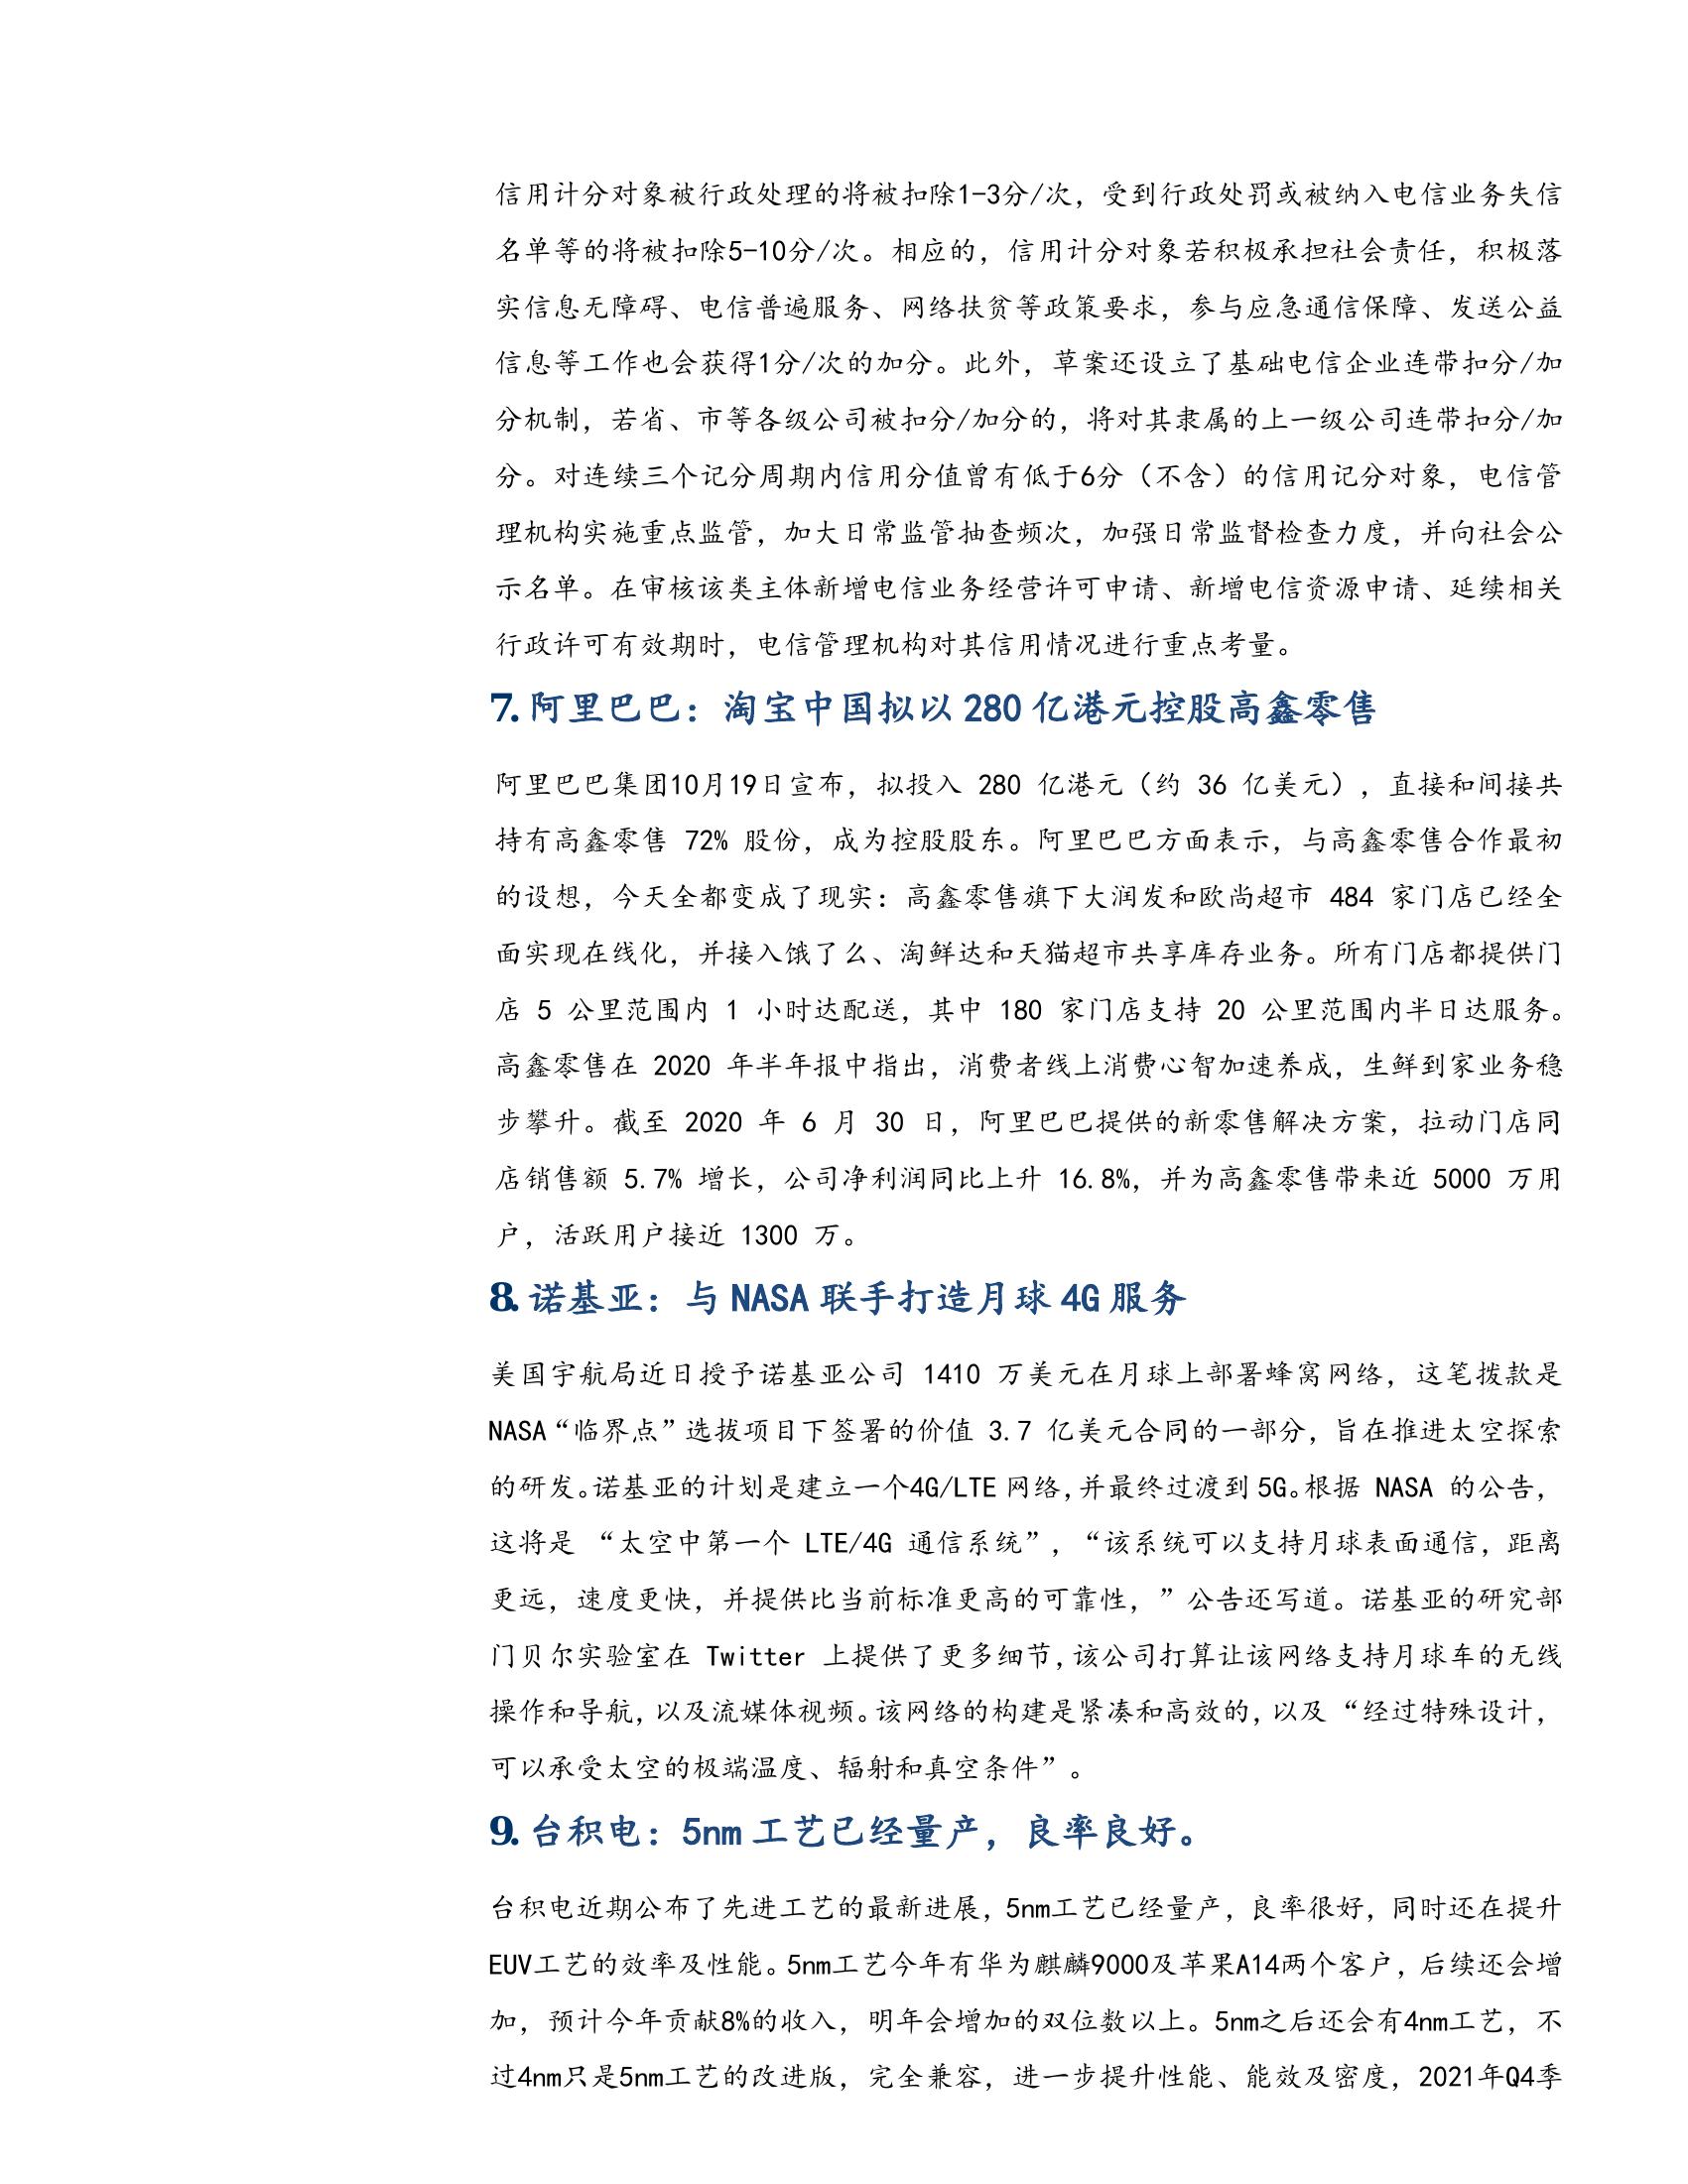 信用计分对象被行政处理的将被扣除1-3分/次，受到行政处罚或被纳入电信业务失信
名单等的将被扣除5-10分/次。相应的，信用计分对象若积极承担社会责任，积极落
实信息无障碍、电信普遍服务、网络扶贫等政策要求，参与应急通信保障、发送公益
信息等工作也会获得1分/次的加分。此外，草案还设立了基础电信企业连带扣分/加
分机制，若省、市等各级公司被扣分/加分的，将对其隶属的上一级公司连带扣分/加
分。对连续三个记分周期内信用分值曾有低于6分（不含）的信用记分对象，电信管
理机构实施重点监管，加大日常监管抽查频次，加强日常监督检查力度，并向社会公
示名单。在审核该类主体新增电信业务经营许可申请、新增电信资源申请、延续相关
行政许可有效期时，电信管理机构对其信用情况进行重点考量。
7. 阿里巴巴：淘宝中国拟以 280 亿港元控股高鑫零售
阿里巴巴集团10月19日宣布，拟投入 280 亿港元（约 36 亿美元），直接和间接共
持有高鑫零售 72% 股份，成为控股股东。阿里巴巴方面表示，与高鑫零售合作最初
的设想，今天全都变成了现实：高鑫零售旗下大润发和欧尚超市 484 家门店已经全
面实现在线化，并接入饿了么、淘鲜达和天猫超市共享库存业务。所有门店都提供门
店 5 公里范围内 1 小时达配送，其中 180 家门店支持 20 公里范围内半日达服务。
高鑫零售在 2020 年半年报中指出，消费者线上消费心智加速养成，生鲜到家业务稳
步攀升。截至 2020 年 6 月 30 日，阿里巴巴提供的新零售解决方案，拉动门店同
店销售额 5.7% 增长，公司净利润同比上升 16.8%，并为高鑫零售带来近 5000 万用
户，活跃用户接近 1300 万。
8. 诺基亚：与 NASA 联手打造月球 4G 服务
美国宇航局近日授予诺基亚公司 1410 万美元在月球上部署蜂窝网络，这笔拨款是
NASA“临界点”选拔项目下签署的价值 3.7 亿美元合同的一部分，旨在推进太空探索
的研发。诺基亚的计划是建立一个4G/LTE 网络，并最终过渡到 5G。根据 NASA 的公告，
这将是 “太空中第一个 LTE/4G 通信系统”，“该系统可以支持月球表面通信，距离
更远，速度更快，并提供比当前标准更高的可靠性，”公告还写道。诺基亚的研究部
门贝尔实验室在 Twitter 上提供了更多细节，该公司打算让该网络支持月球车的无线
操作和导航，以及流媒体视频。该网络的构建是紧凑和高效的，以及 “经过特殊设计，
可以承受太空的极端温度、辐射和真空条件”。
9. 台积电：5nm 工艺已经量产，良率良好。
台积电近期公布了先进工艺的最新进展，5nm工艺已经量产，良率很好，同时还在提升
EUV工艺的效率及性能。5nm工艺今年有华为麒麟9000及苹果A14两个客户，后续还会增
加，预计今年贡献8%的收入，明年会增加的双位数以上。5nm之后还会有4nm工艺，不
过4nm只是5nm工艺的改进版，完全兼容，进一步提升性能、能效及密度，2021年Q4季